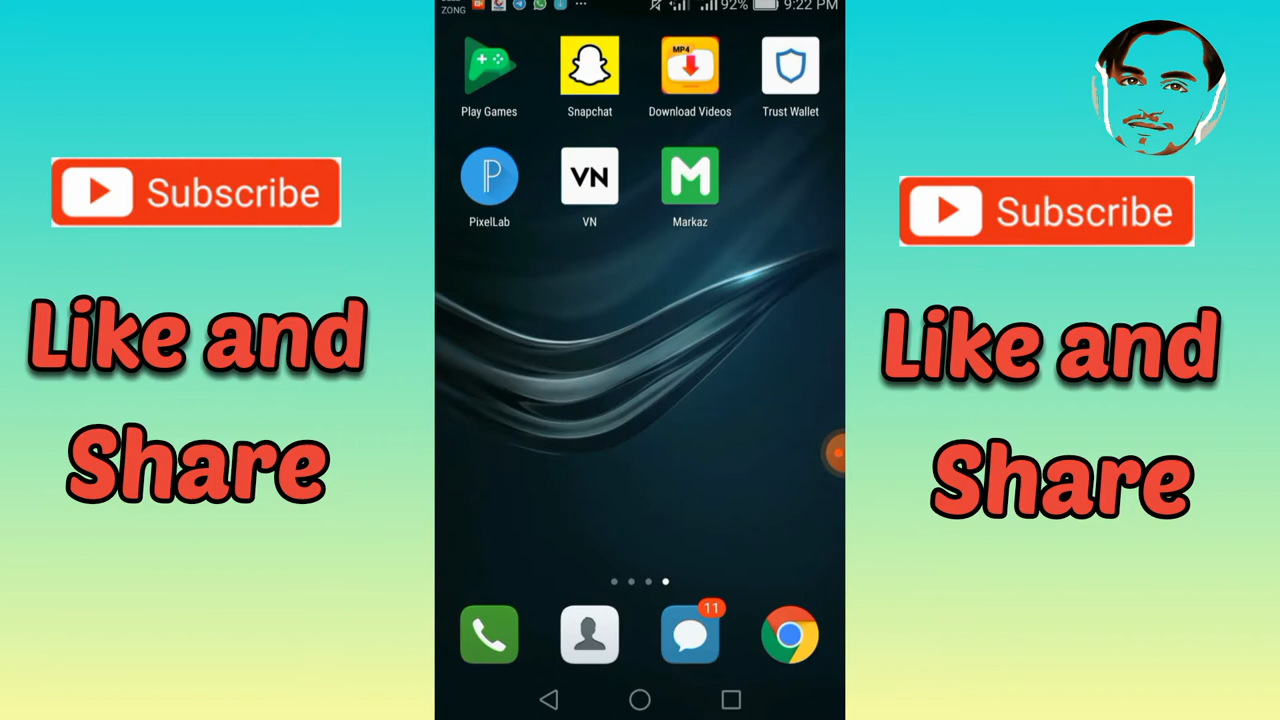 ZONG
92%
9:22 PM
MP4
Play Games
Snapchat
Download Videos
Trust Wallet
VN
PixelLab
VN
Markaz
11
Subscribe
Like and
Share
Subscribe
Like and
Share